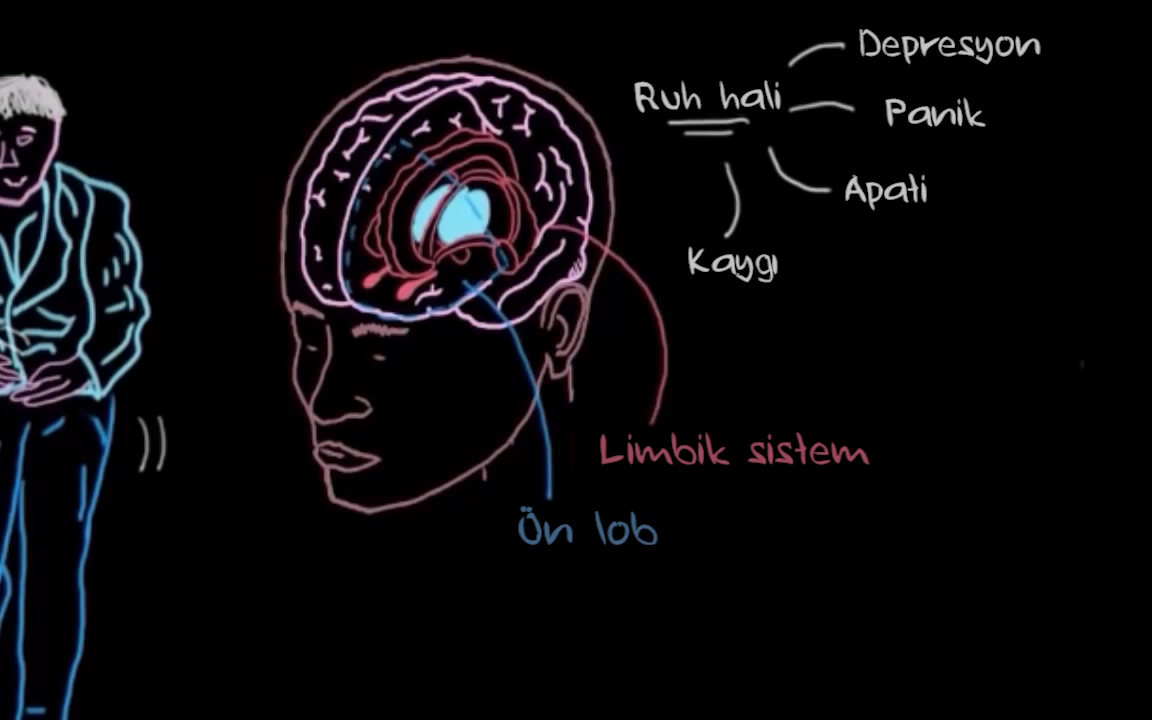 Depresyon
Ruh hali
Panik
Apati
Kaygı
Limbik sistem
Ön lob